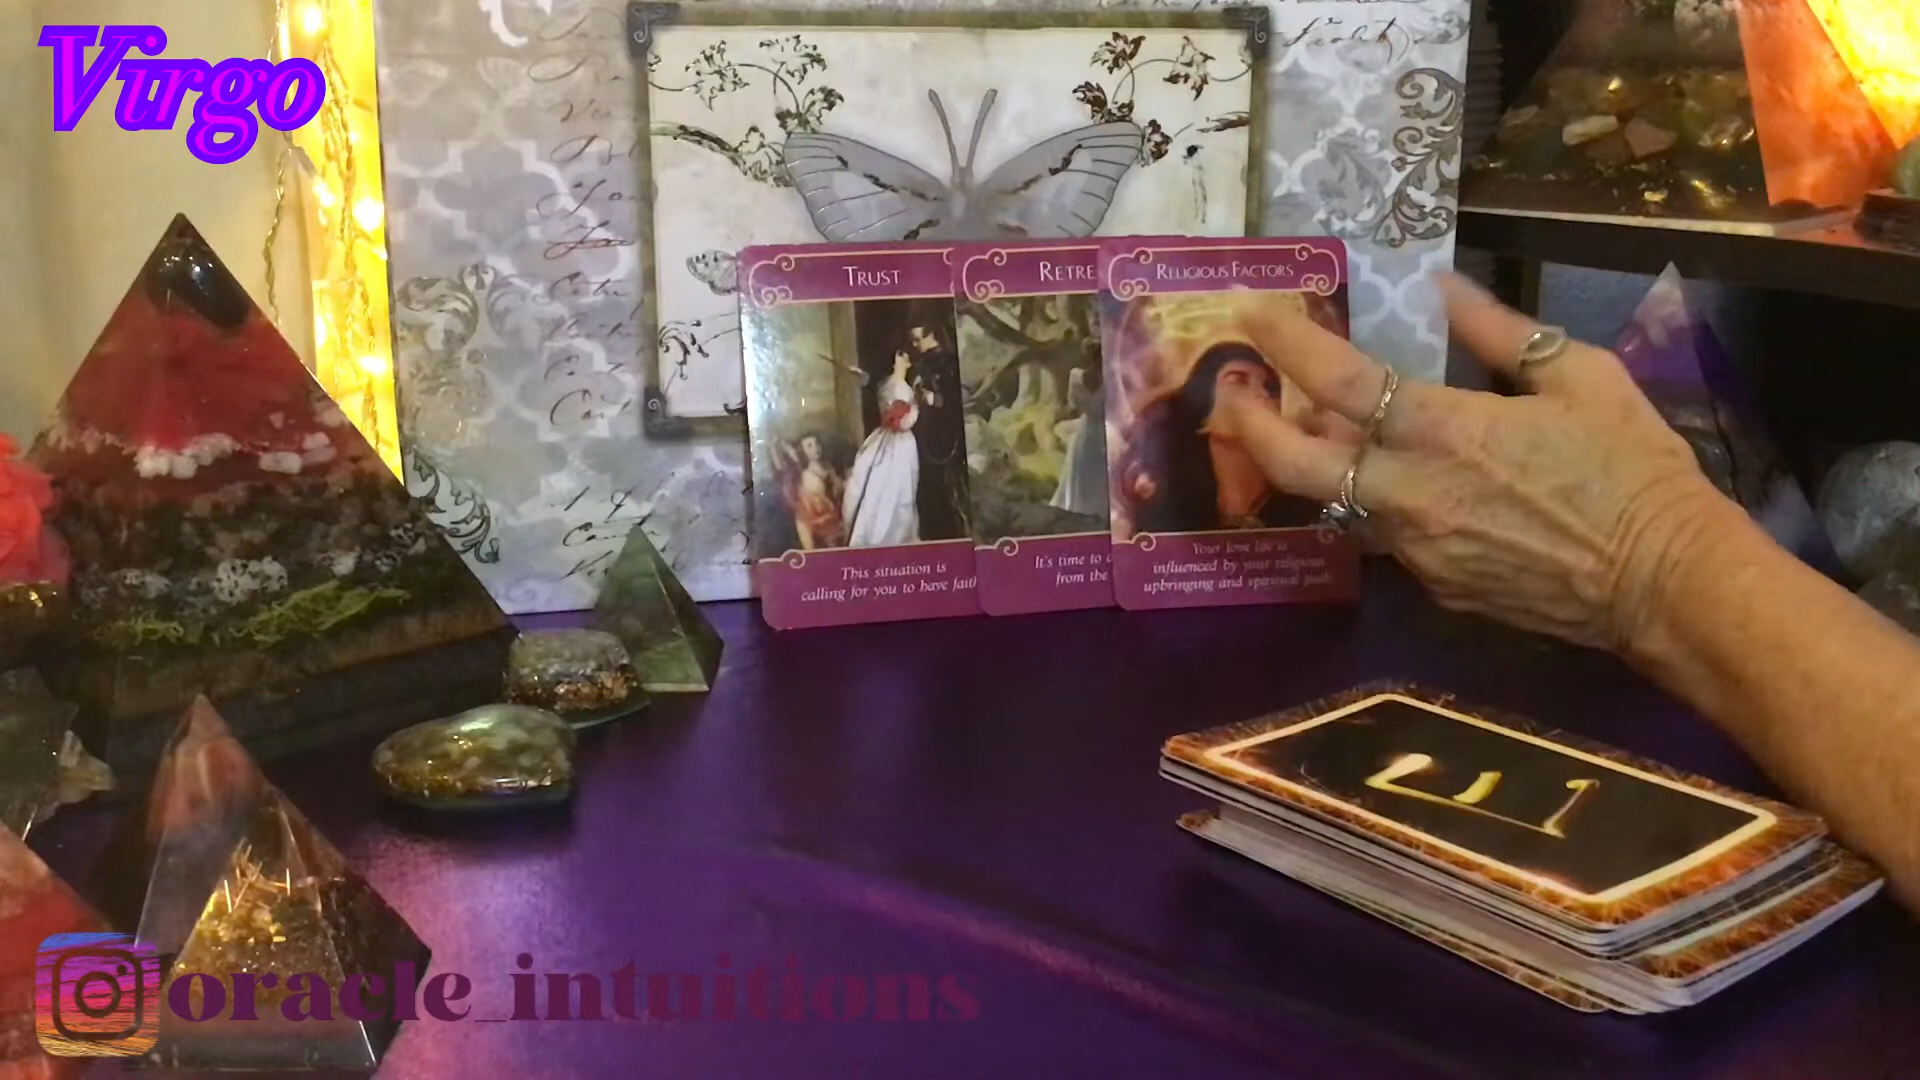 Virgo
TRUST
RETRE
RELIGIOUS FACTORS
This situation is
calling for you to have fait
It's time to
from the
Your love life is
influenced by your religious
upbringing and spiritual path.
oracle_intuitions